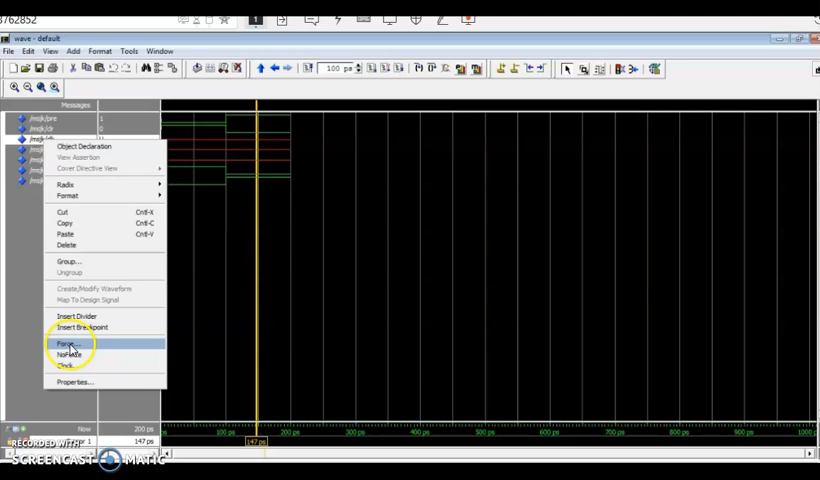 3762852
1
wave - default
File Edit View Add Format Tools Window
100 ps
Messages
/msjk/pre 1
/msjk/clr 0
Object Declaration
View Assertion
Cover Directive View
Radix
Format
Cut Cntl-X
Copy Cntl-C
Paste Cntl-V
Delete
Group...
Ungroup
Create/Modify Waveform
Map To Design Signal
Insert Divider
Insert Breakpoint
Force...
NoForce
Clock...
Properties...
Now 200 ps
100 ps 200 ps 300 ps 400 ps 500 ps 600 ps 700 ps 800 ps 900 ps
147 ps
147 ps
RECORDED WITH
SCREENCAST MATIC